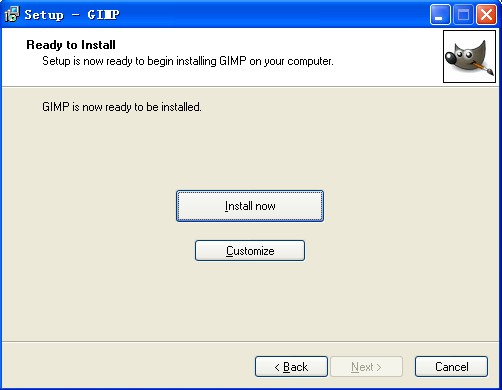 Setup - GIMP
Ready to Install
Setup is now ready to begin installing GIMP on your computer.
GIMP is now ready to be installed.
Install now
Customize
< Back
Next >
Cancel